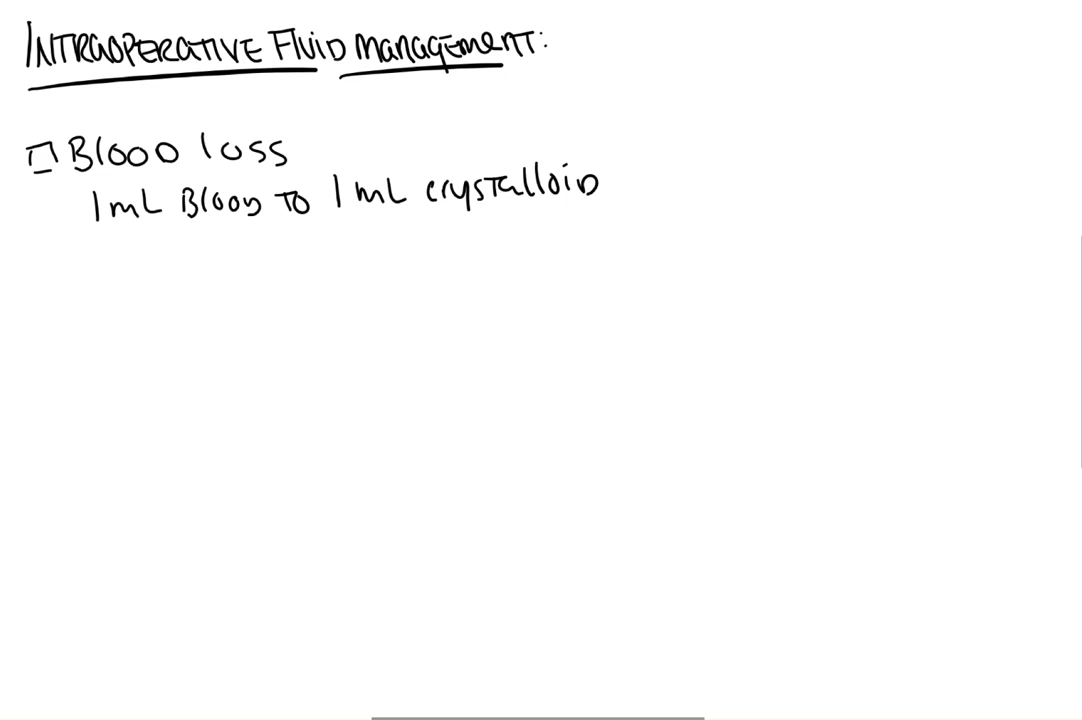 INTRAOPERATIVE FLUID MANAGEMENT:
Blood loss
1mL Blood to 1mL crystalloid